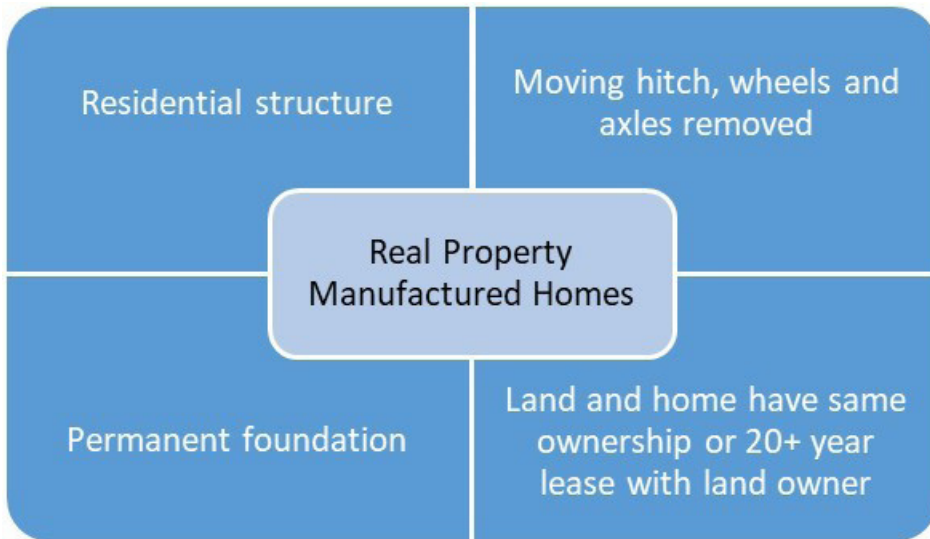 Residential structure
Moving hitch, wheels and
axles removed
Real Property
Manufactured Homes
Permanent foundation
Land and home have same
ownership or 20+ year
lease with land owner